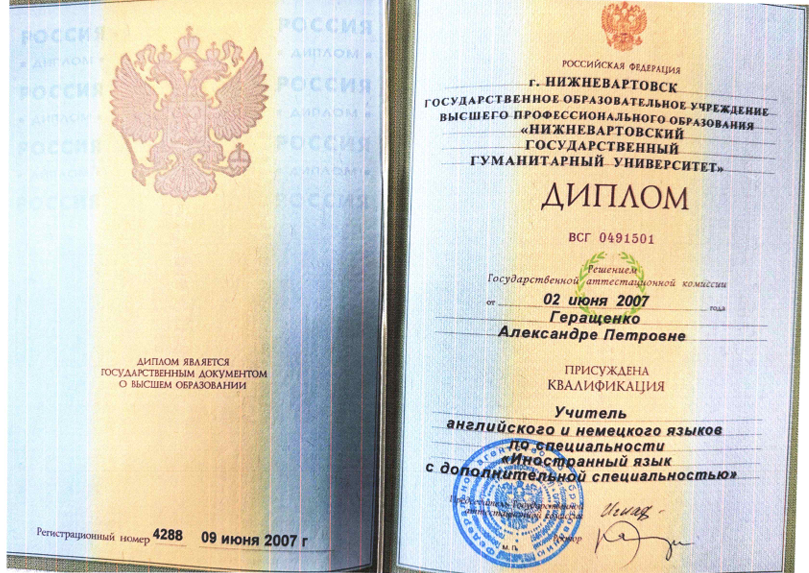 РОССИЯ
РОССИЯ
• ДИПЛОМ •
• ДИПЛОМ •
РОССИЯ
РОССИЯ
• ДИПЛОМ •
• ДИПЛОМ •
РОССИЯ
РОССИЯ
• ДИПЛОМ •
• ДИПЛОМ •
РОССИЯ
РОССИЯ
ДИПЛОМ ЯВЛЯЕТСЯ
ГОСУДАРСТВЕННЫМ ДОКУМЕНТОМ
О ВЫСШЕМ ОБРАЗОВАНИИ
Регистрационный номер 4288 09 июня 2007 г
РОССИЙСКАЯ ФЕДЕРАЦИЯ
г. НИЖНЕВАРТОВСК
ГОСУДАРСТВЕННОЕ ОБРАЗОВАТЕЛЬНОЕ УЧРЕЖДЕНИЕ
ВЫСШЕГО ПРОФЕССИОНАЛЬНОГО ОБРАЗОВАНИЯ
«НИЖНЕВАРТОВСКИЙ
ГОСУДАРСТВЕННЫЙ
ГУМАНИТАРНЫЙ УНИВЕРСИТЕТ»
ДИПЛОМ
ВСГ 0491501
Решением
Государственной аттестационной комиссии
от 02 июня 2007 года
Геращенко
Александре Петровне
ПРИСУЖДЕНА
КВАЛИФИКАЦИЯ
Учитель
английского и немецкого языков
по специальности
«Иностранный язык
с дополнительной специальностью»
Председатель Государственной
аттестационной комиссии
Ректор
М. П.